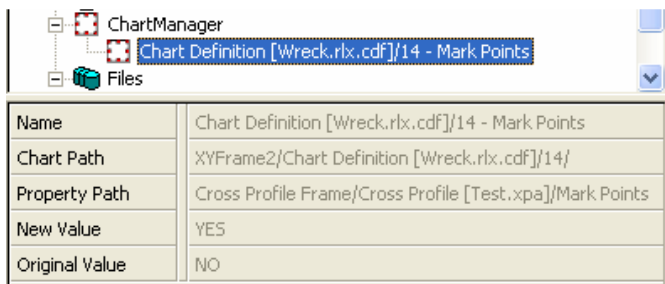 ChartManager
Chart Definition [Wreck.rlx.cdf]/14 - Mark Points
Files
Name Chart Definition [Wreck.rlx.cdf]/14 - Mark Points
Chart Path XYFrame2/Chart Definition [Wreck.rlx.cdf]/14/
Property Path Cross Profile Frame/Cross Profile [Test.xpa]/Mark Points
New Value YES
Original Value NO